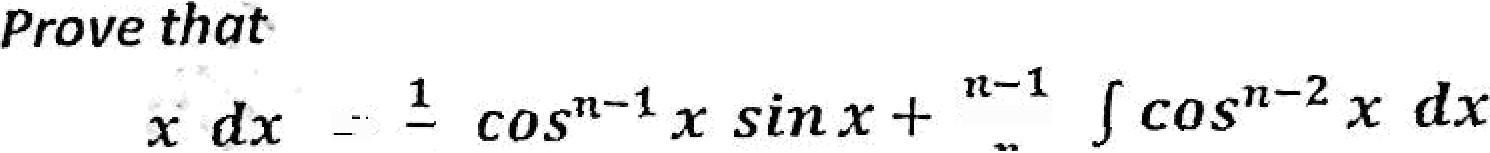 Prove that
x dx = 1 cosⁿ⁻¹ x sin x + n−1 ∫ cosⁿ⁻² x dx